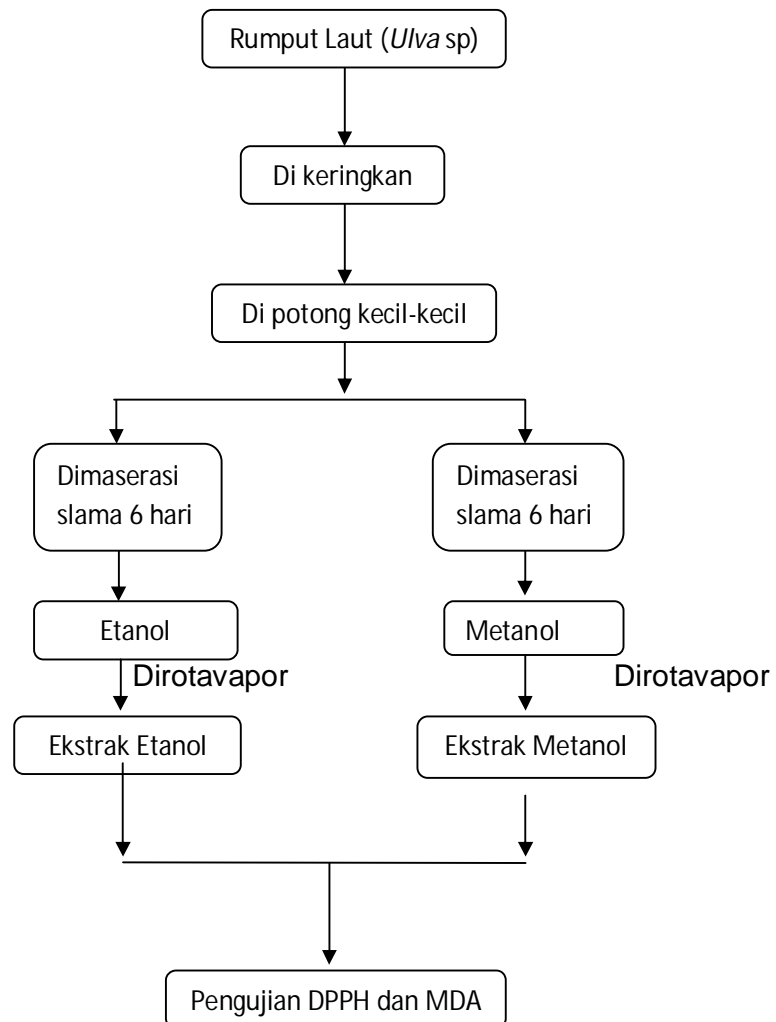 Rumput Laut (Ulva sp)
Di keringkan
Di potong kecil-kecil
Dimaserasi
slama 6 hari
Dimaserasi
slama 6 hari
Etanol
Metanol
Dirotavapor
Dirotavapor
Ekstrak Etanol
Ekstrak Metanol
Pengujian DPPH dan MDA